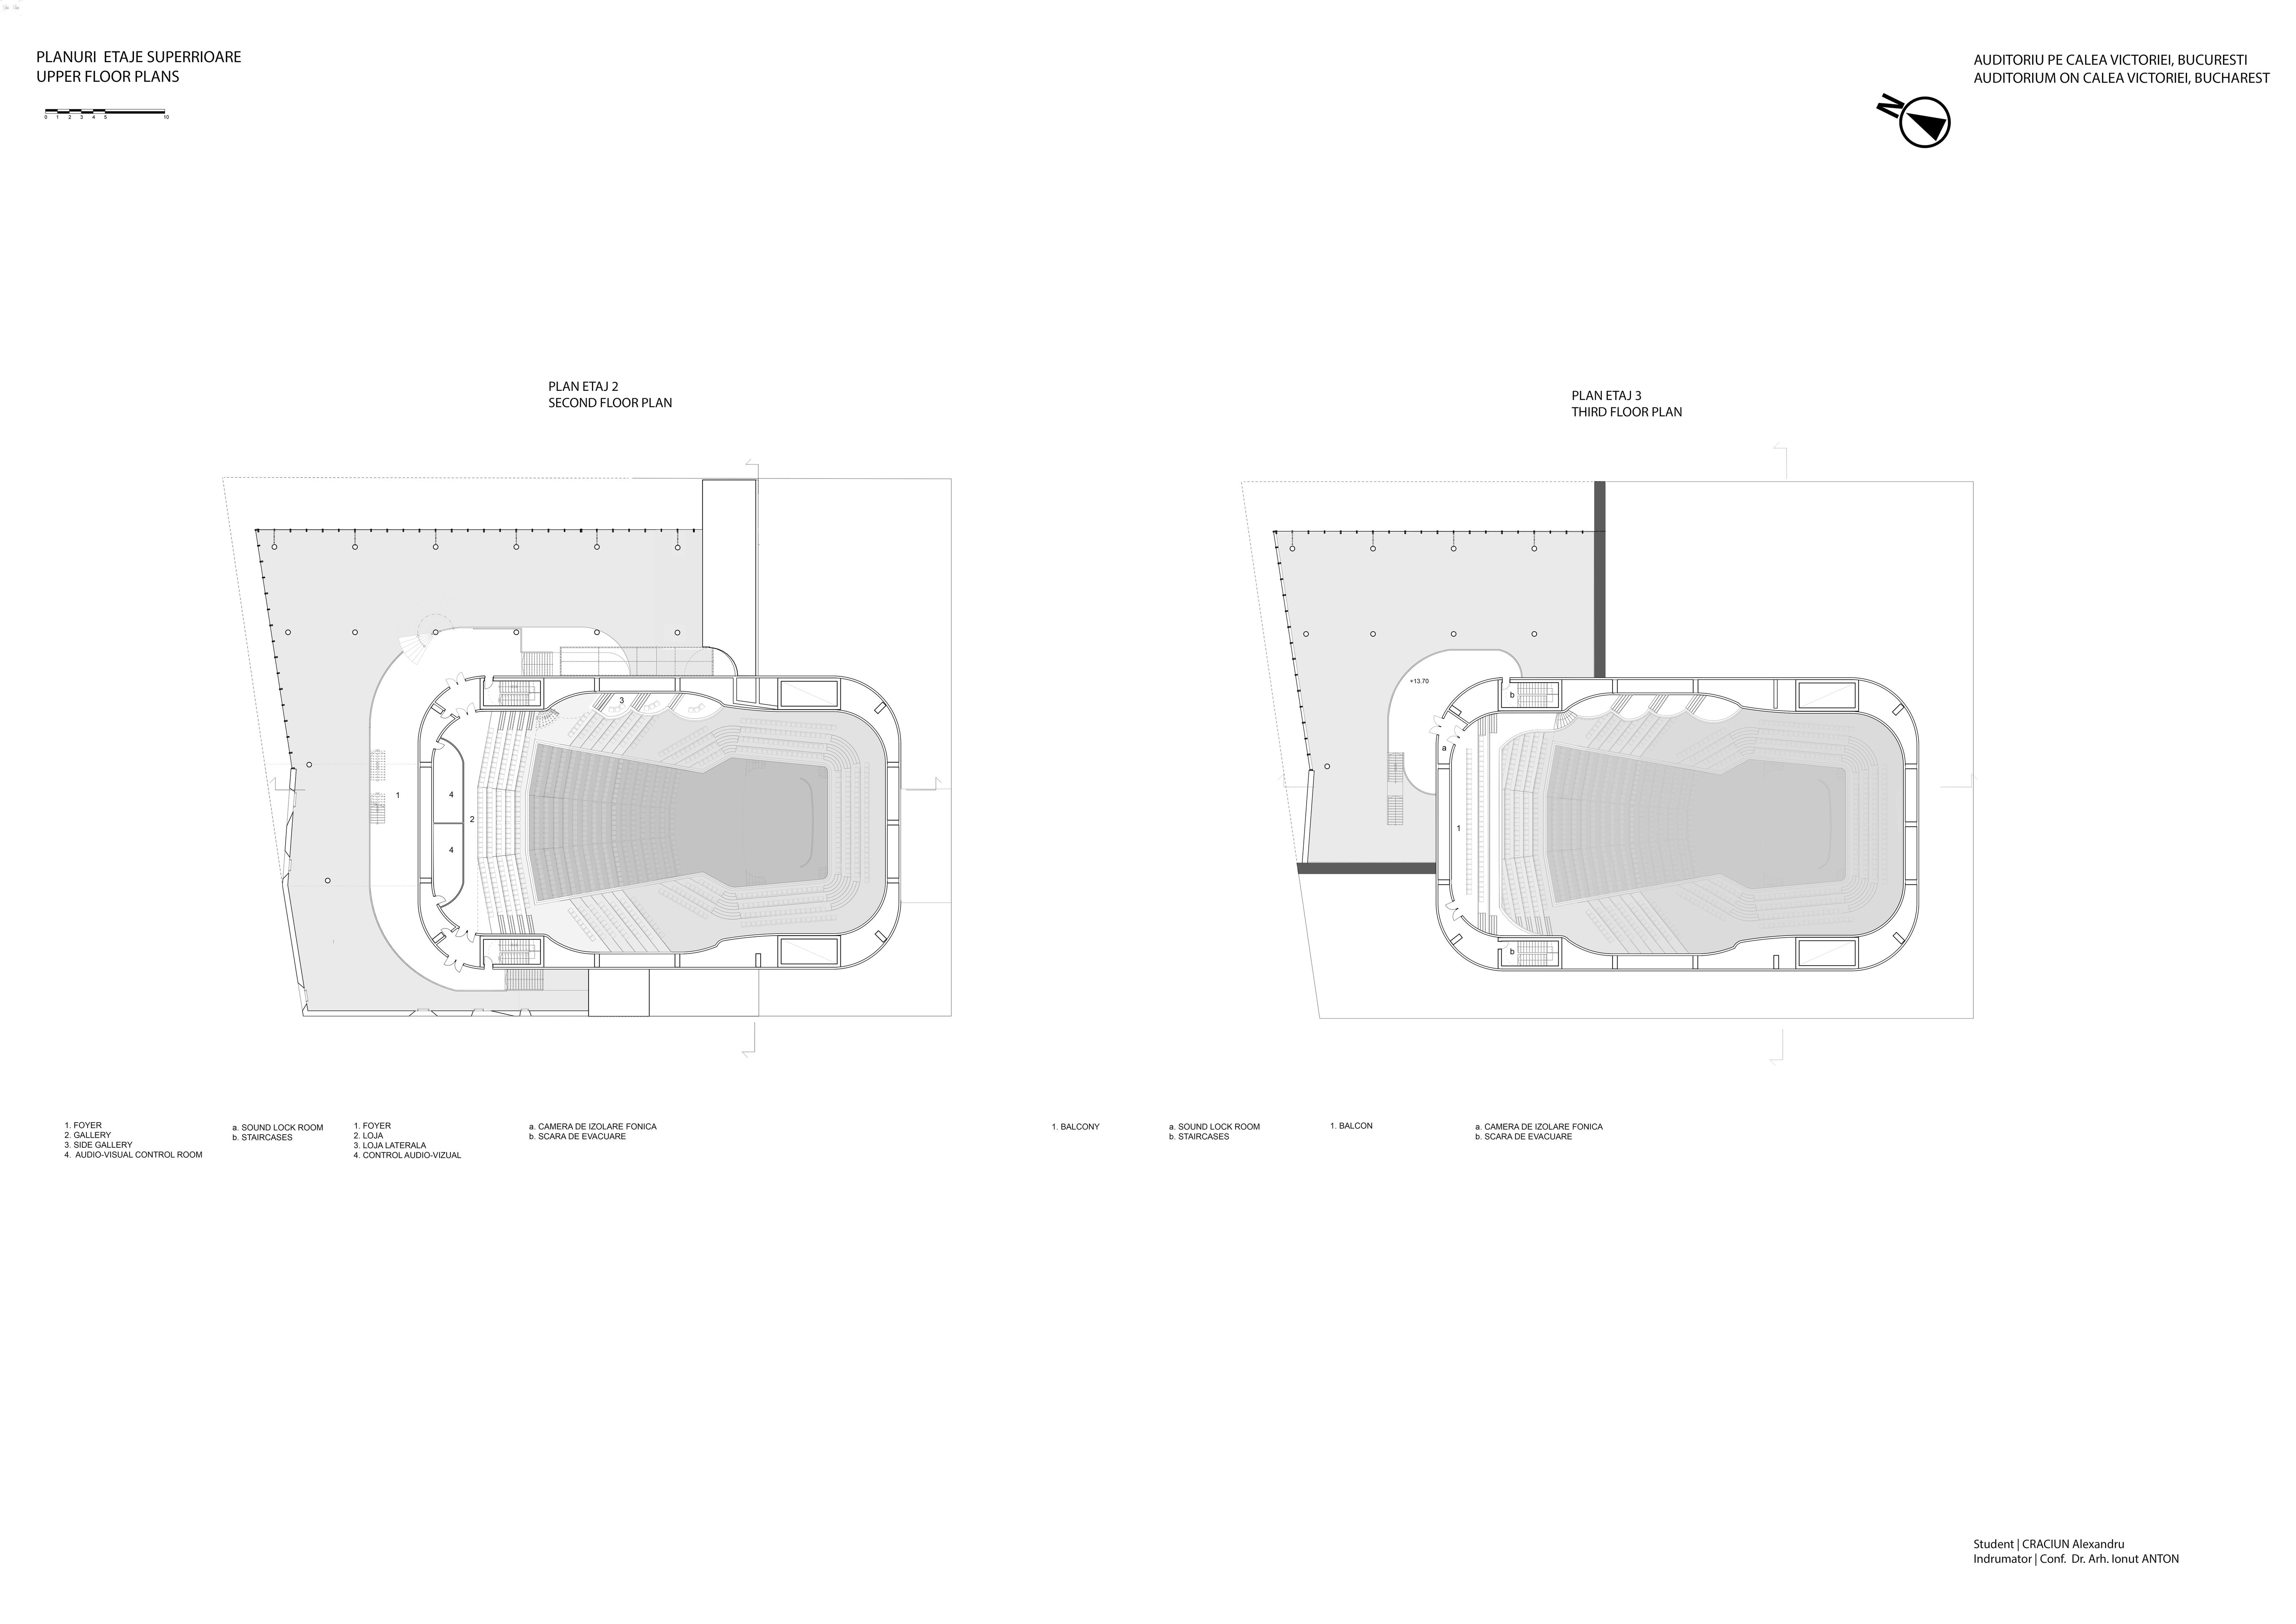 PLANURI ETAJE SUPERRIOARE
UPPER FLOOR PLANS
0 1 2 3 4 5 10
AUDITORIU PE CALEA VICTORIEI, BUCURESTI
AUDITORIUM ON CALEA VICTORIEI, BUCHAREST
N
PLAN ETAJ 2
SECOND FLOOR PLAN
3
1
4
2
4
PLAN ETAJ 3
THIRD FLOOR PLAN
+13,70
b
a
1
b
1. FOYER
2. GALLERY
3. SIDE GALLERY
4. AUDIO-VISUAL CONTROL ROOM
a. SOUND LOCK ROOM
b. STAIRCASES
1. FOYER
2. LOJA
3. LOJA LATERALA
4. CONTROL AUDIO-VIZUAL
a. CAMERA DE IZOLARE FONICA
b. SCARA DE EVACUARE
1. BALCONY
a. SOUND LOCK ROOM
b. STAIRCASES
1. BALCON
a. CAMERA DE IZOLARE FONICA
b. SCARA DE EVACUARE
Student | CRACIUN Alexandru
Indrumator | Conf. Dr. Arh. Ionut ANTON